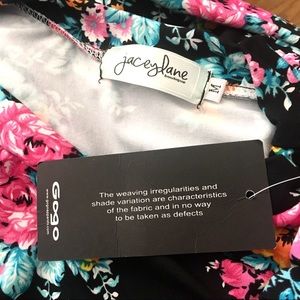 jaceylane
M
The weaving irregularities and
shade variation are characteristics
of the fabric and in no way
to be taken as defects
Gogo